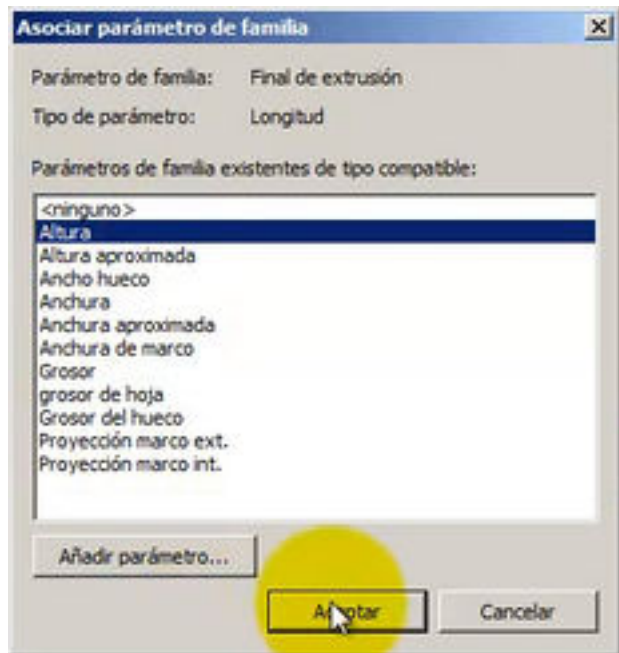 Asociar parámetro de familia
Parámetro de familia: Final de extrusión
Tipo de parámetro: Longitud
Parámetros de familia existentes de tipo compatible:
<ninguno>
Altura
Altura aproximada
Ancho hueco
Anchura
Anchura aproximada
Anchura de marco
Grosor
grosor de hoja
Grosor del hueco
Proyección marco ext.
Proyección marco int.
Añadir parámetro...
Aceptar Cancelar